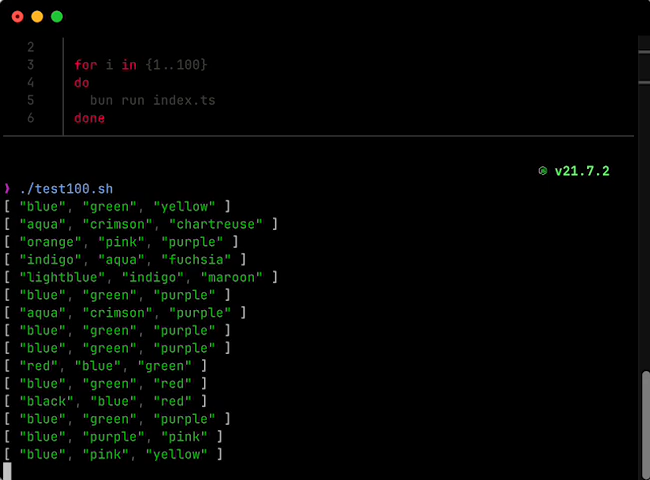 2
3 for i in {1..100}
4 do
5 bun run index.ts
6 done
v21.7.2
❯ ./test100.sh
[ "blue", "green", "yellow" ]
[ "aqua", "crimson", "chartreuse" ]
[ "orange", "pink", "purple" ]
[ "indigo", "aqua", "fuchsia" ]
[ "lightblue", "indigo", "maroon" ]
[ "blue", "green", "purple" ]
[ "aqua", "crimson", "purple" ]
[ "blue", "green", "purple" ]
[ "blue", "green", "purple" ]
[ "red", "blue", "green" ]
[ "blue", "green", "red" ]
[ "black", "blue", "red" ]
[ "blue", "green", "purple" ]
[ "blue", "purple", "pink" ]
[ "blue", "pink", "yellow" ]